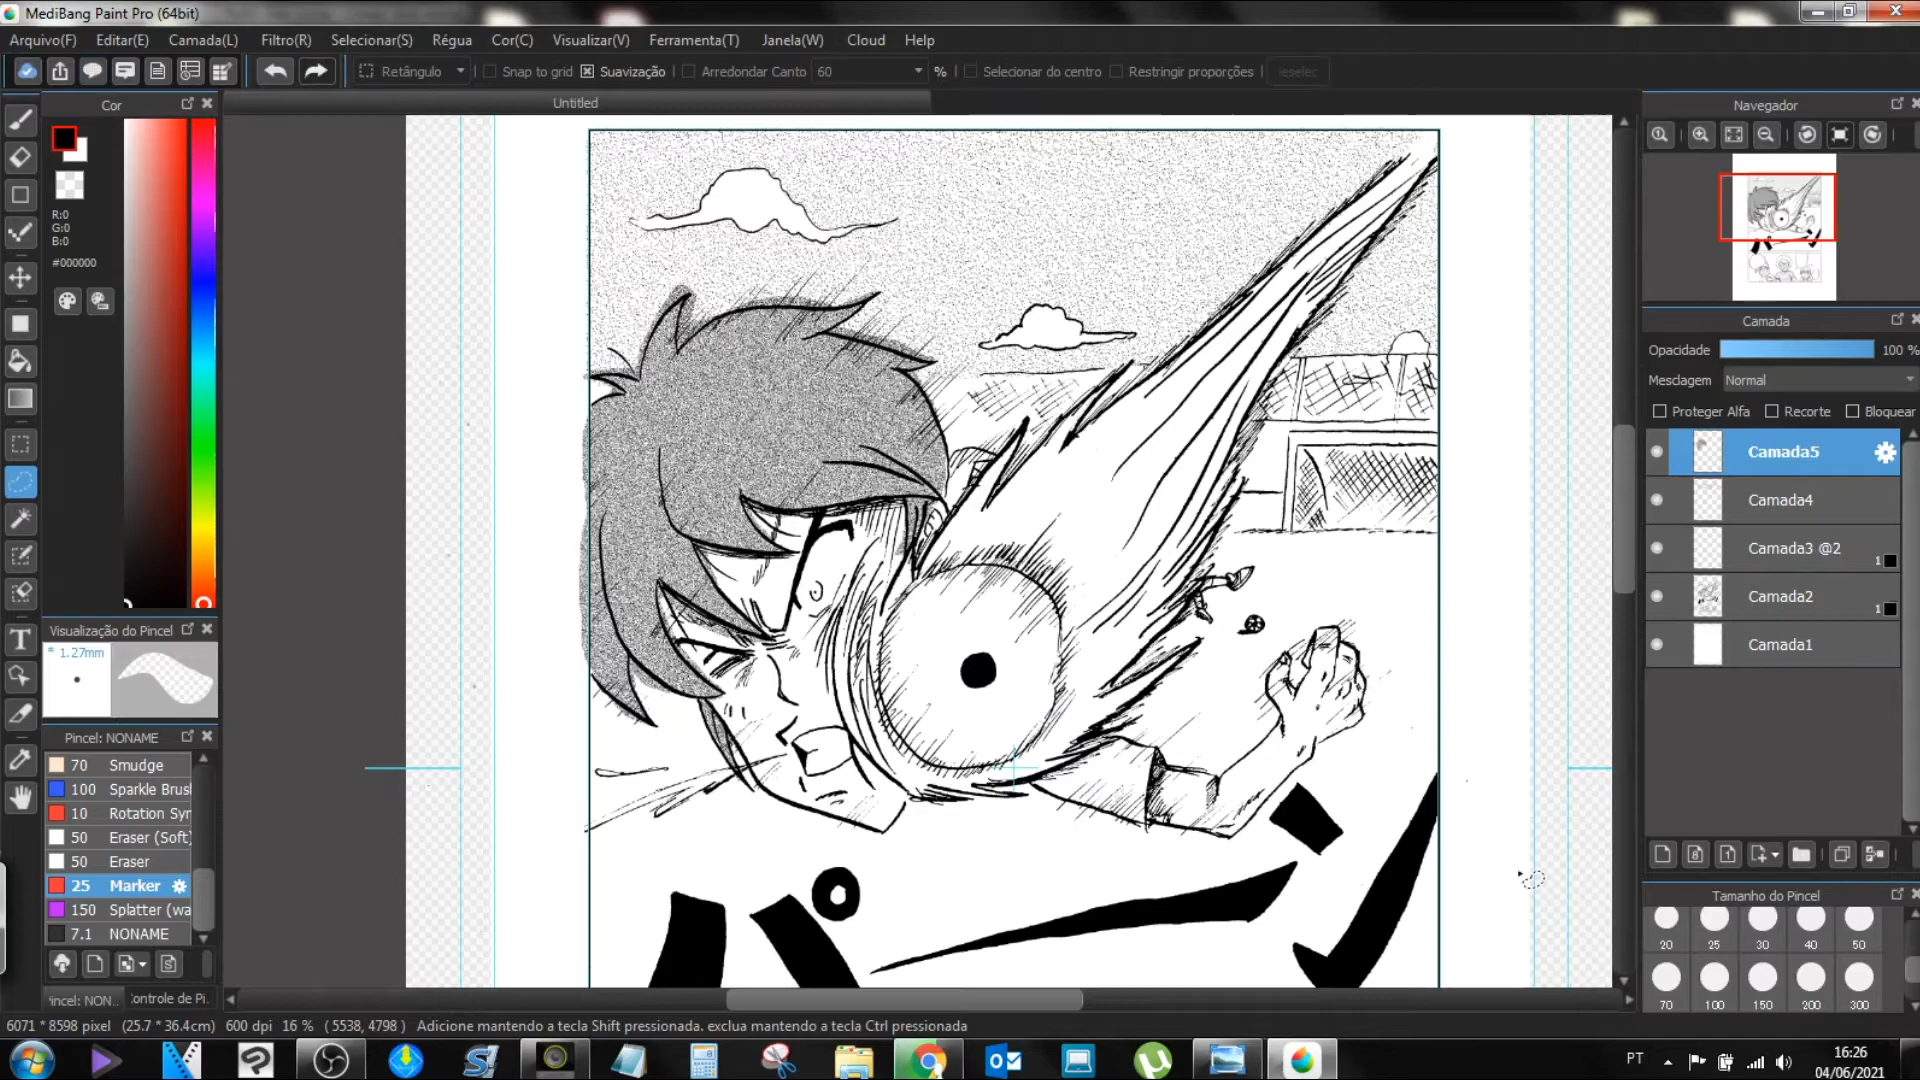 MediBang Paint Pro (64bit)
Arquivo(F) Editar(E) Camada(L) Filtro(R) Selecionar(S) Régua Cor(C) Visualizar(V) Ferramenta(T) Janela(W) Cloud Help
Retângulo Snap to grid Suavização Arredondar Canto 60 % Selecionar do centro Restringir proporções
Cor
Untitled
Navegador
R:0
G:0
B:0
#000000
Camada
Opacidade 100 %
Mesclagem Normal
Proteger Alfa Recorte Bloquear
Camada5
Camada4
Camada3 @2
1
Camada2
1
Camada1
Visualização do Pincel
* 1.27mm
Pincel: NONAME
70 Smudge
100 Sparkle Brus
10 Rotation Syr
50 Eraser (Soft)
50 Eraser
25 Marker
150 Splatter (wa
7.1 NONAME
Tamanho do Pincel
20 25 30 40 50
70 100 150 200 300
incel: NON.. ontrole de Pi.
6071 * 8598 pixel (25.7 * 36.4cm) 600 dpi 16 % ( 5538, 4798 ) Adicione mantendo a tecla Shift pressionada. exclua mantendo a tecla Ctrl pressionada
PT
16:26
04/06/2021